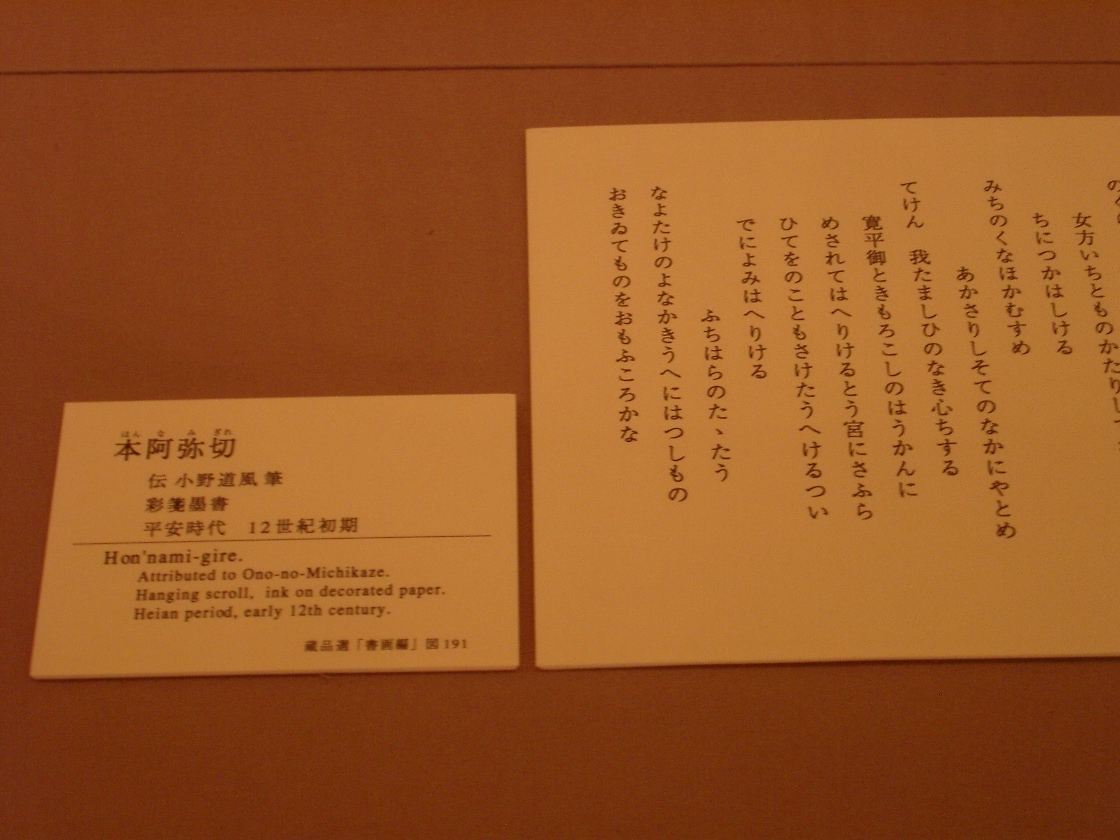 本阿弥切
ほんなみぎれ
伝 小野道風 筆
彩箋墨書
平安時代　12世紀初期
Hon'nami-gire.
Attributed to Ono-no-Michikaze.
Hanging scroll, ink on decorated paper.
Heian period, early 12th century.
蔵品選「書画編」図191
女方いちとものかたりし
ちにつかはしける
みちのくなほかむすめ
あかさりしそてのなかにやとめ
てけん　我たましひのなき心ちする
寛平御ときもろこしのはうかんに
めされてはへりけるとう宮にさふら
ひてをのこともさけたうへけるつい
でによみはへりける
ふちはらのたゝたう
なよたけのよなかきうへにはつしもの
おきゐてものをおもふころかな